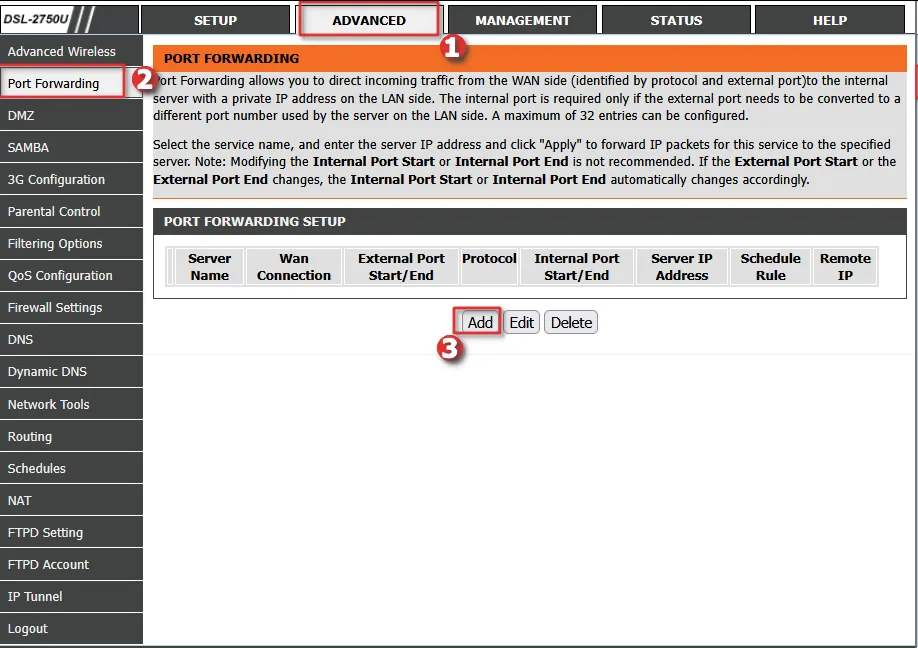 DSL-2750U
SETUP
ADVANCED
MANAGEMENT
STATUS
HELP
1
Advanced Wireless
Port Forwarding
2
DMZ
SAMBA
3G Configuration
Parental Control
Filtering Options
QoS Configuration
Firewall Settings
DNS
Dynamic DNS
Network Tools
Routing
Schedules
NAT
FTPD Setting
FTPD Account
IP Tunnel
Logout
PORT FORWARDING
Port Forwarding allows you to direct incoming traffic from the WAN side (identified by protocol and external port)to the internal
server with a private IP address on the LAN side. The internal port is required only if the external port needs to be converted to a
different port number used by the server on the LAN side. A maximum of 32 entries can be configured.
Select the service name, and enter the server IP address and click "Apply" to forward IP packets for this service to the specified
server. Note: Modifying the Internal Port Start or Internal Port End is not recommended. If the External Port Start or the
External Port End changes, the Internal Port Start or Internal Port End automatically changes accordingly.
PORT FORWARDING SETUP
Server Name
Wan Connection
External Port Start/End
Protocol
Internal Port Start/End
Server IP Address
Schedule Rule
Remote IP
Add
Edit
Delete
3